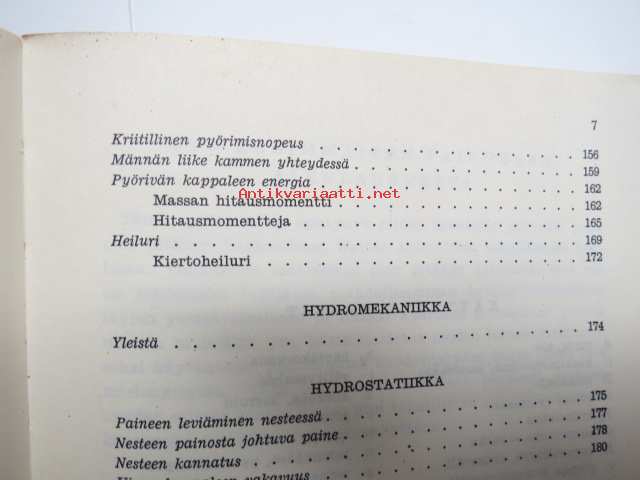 7
Kriitillinen pyörimisnopeus . . . . . . . . . . . . . 156
Männän liike kammen yhteydessä . . . . . . . . . . . 159
Pyörivän kappaleen energia . . . . . . . . . . . . . 162
Antikvariaatti.net
Massan hitausmomentti . . . . . . . . . . . . . 162
Hitausmomentteja . . . . . . . . . . . . . . . 165
Heiluri . . . . . . . . . . . . . . . . . . . . 169
Kiertoheiluri . . . . . . . . . . . . . . . . . 172
HYDROMEKANIIKKA
Yleistä . . . . . . . . . . . . . . . . . . . . 174
HYDROSTATIIKKA
175
Paineen leviäminen nesteessä . . . . . . . . . . . . 177
Nesteen painosta johtuva paine . . . . . . . . . . . 178
Nesteen kannatus . . . . . . . . . . . . . . . . 180